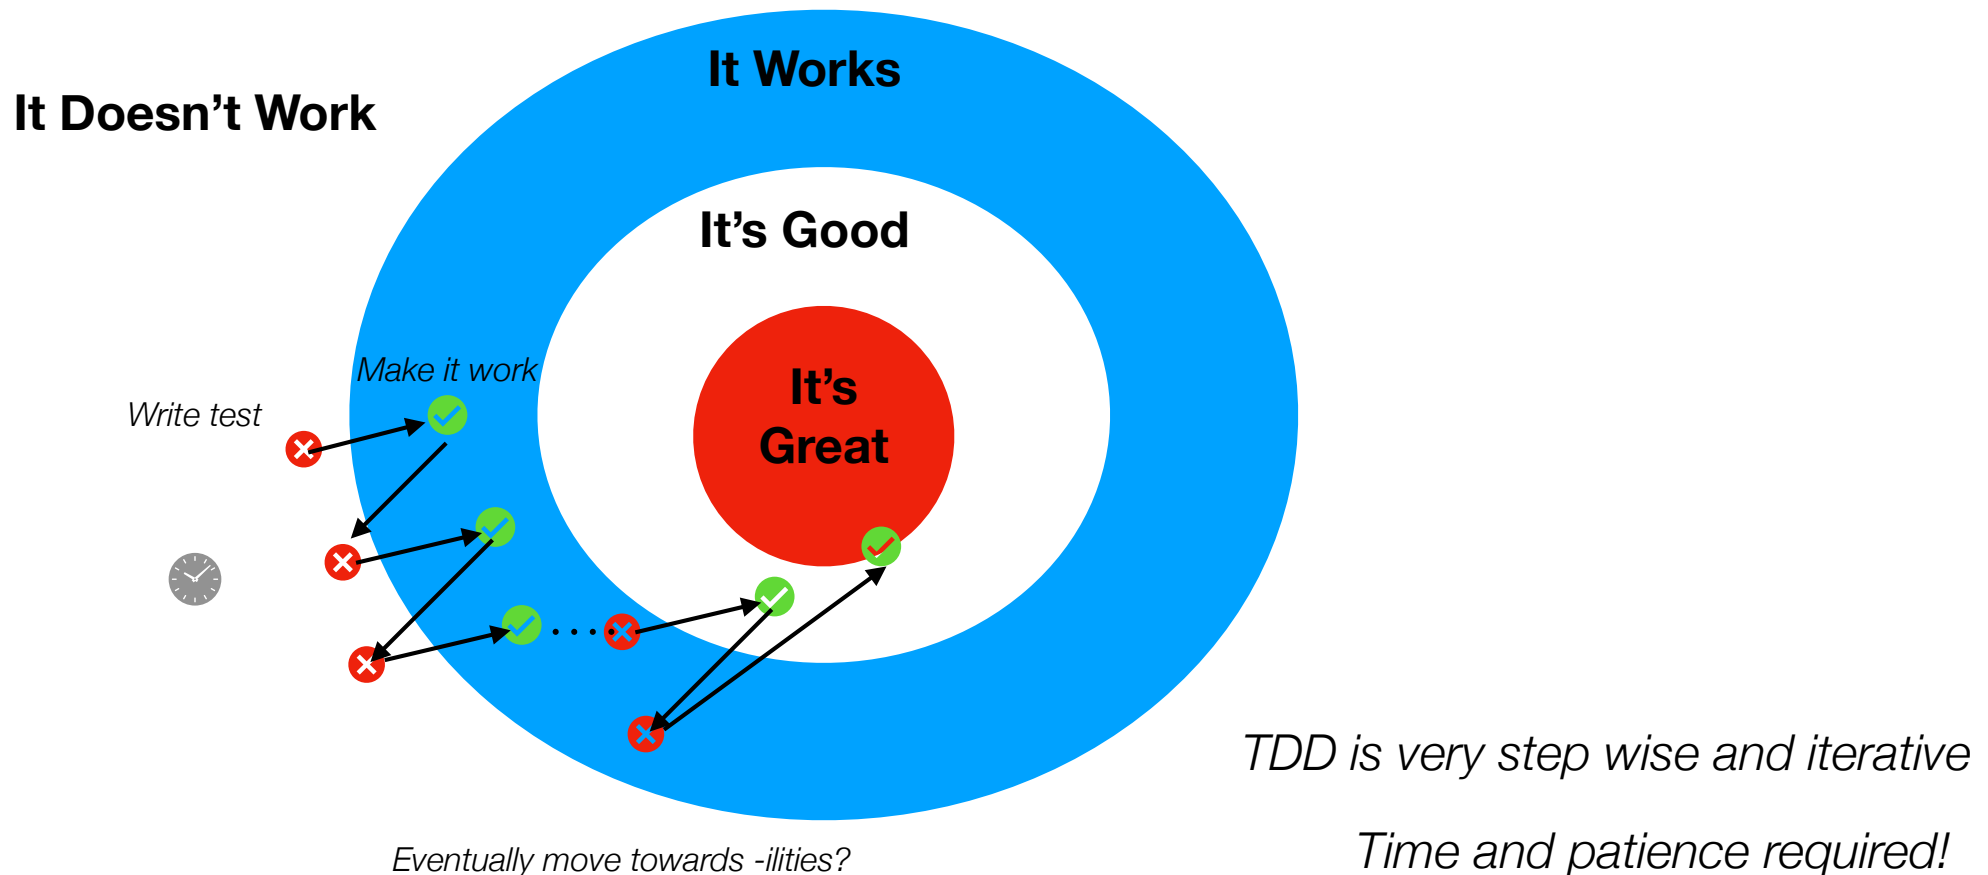 It Works
It Doesn’t Work
It’s Good
It’s
Great
Make it work
Write test
TDD is very step wise and iterative
Time and patience required!
Eventually move towards -ilities?